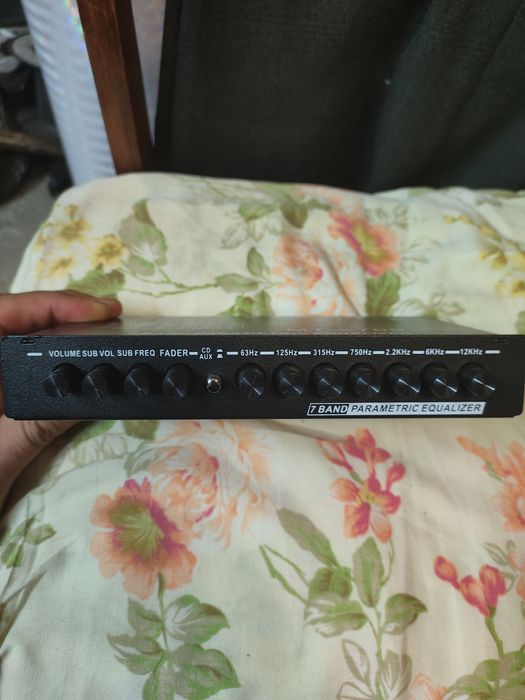 VOLUME SUB VOL SUB FREQ FADER CD AUX 63Hz 125Hz 315Hz 750Hz 2.2KHz 6KHz 12KHz
7 BAND PARAMETRIC EQUALIZER